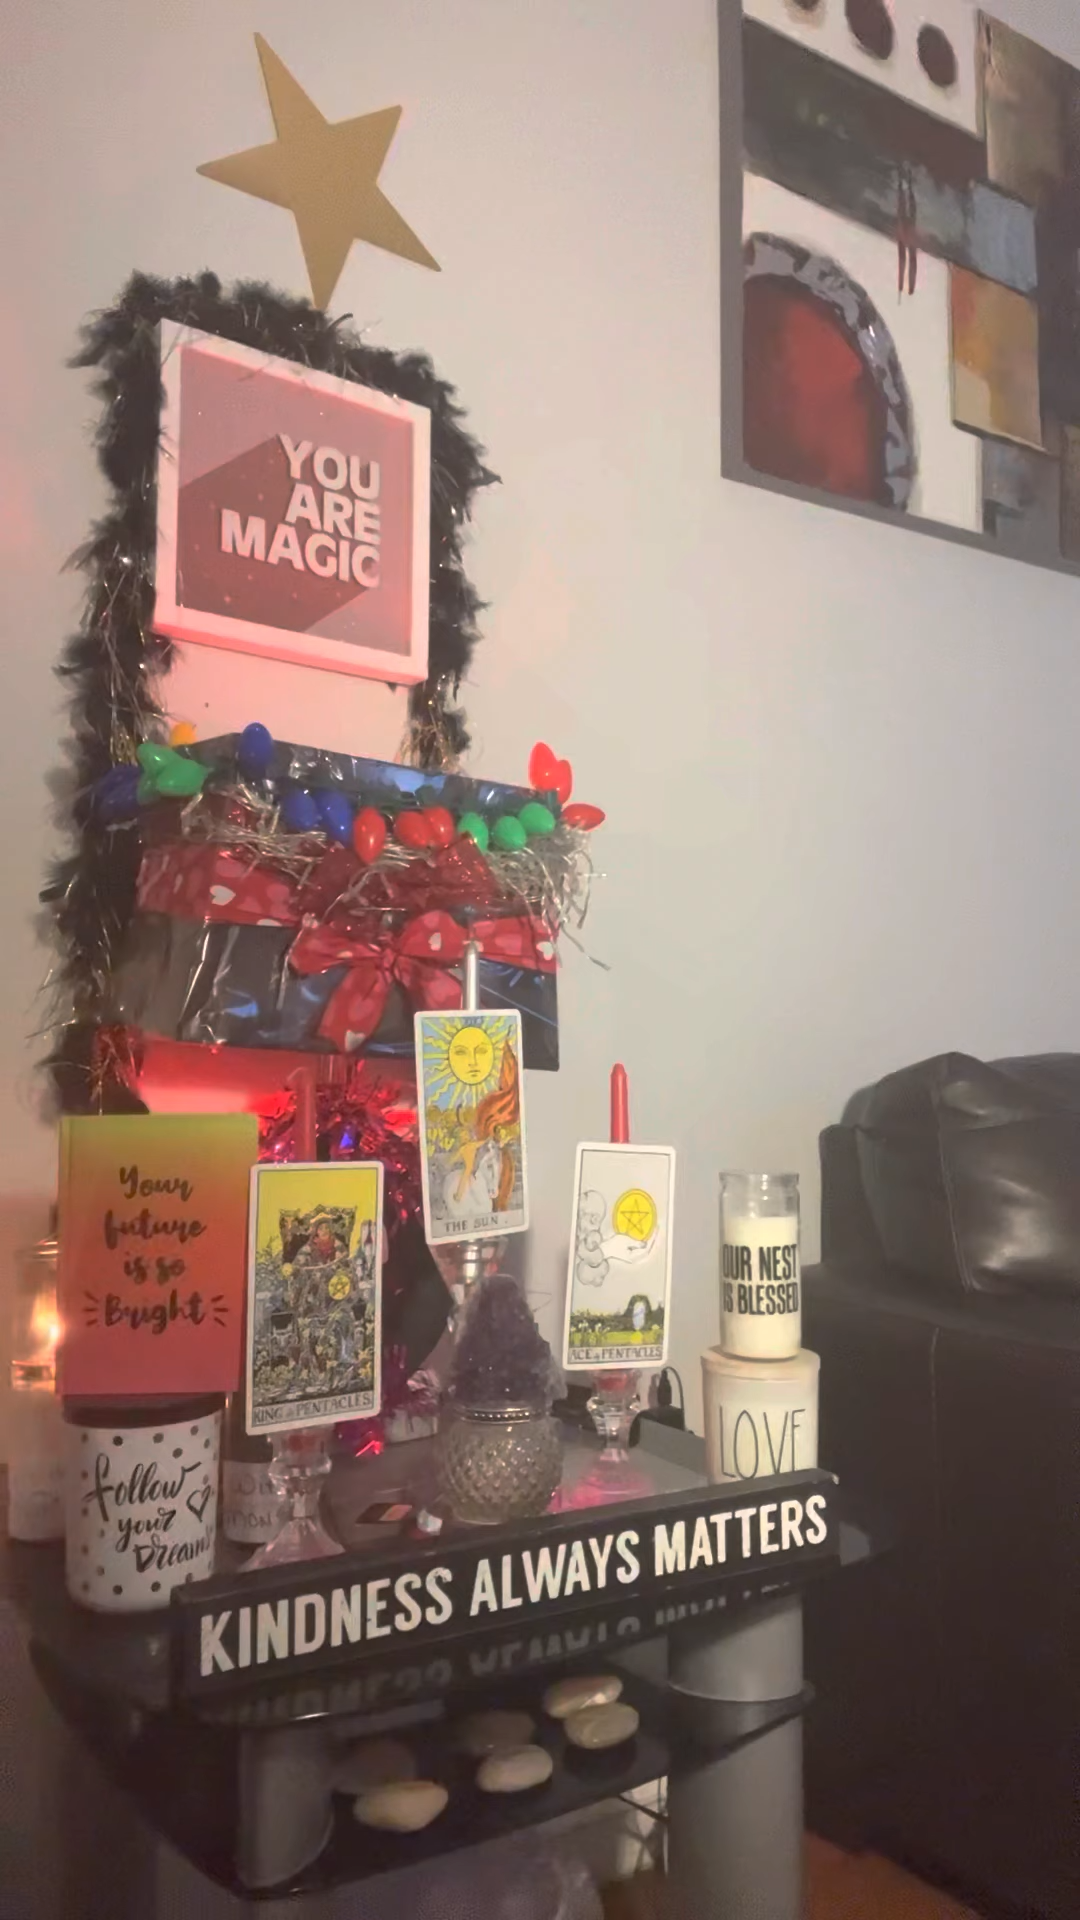 YOU
ARE
MAGIC
Your
future
is so
Bright
THE SUN.
KING of PENTACLES
ACE of PENTACLES
OUR NEST
IS BLESSED
LOVE
follow
your
Dreams
KINDNESS ALWAYS MATTERS